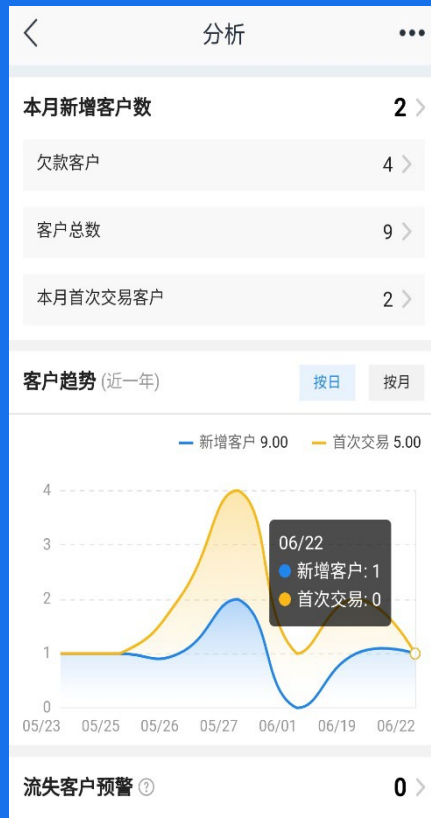 分析
本月新增客户数 2
欠款客户 4
客户总数 9
本月首次交易客户 2
客户趋势 (近一年) 按日 按月
新增客户 9.00 首次交易 5.00
4
3
2
1
0
06/22
新增客户: 1
首次交易: 0
05/23 05/25 05/26 05/27 06/01 06/19 06/22
流失客户预警 ? 0